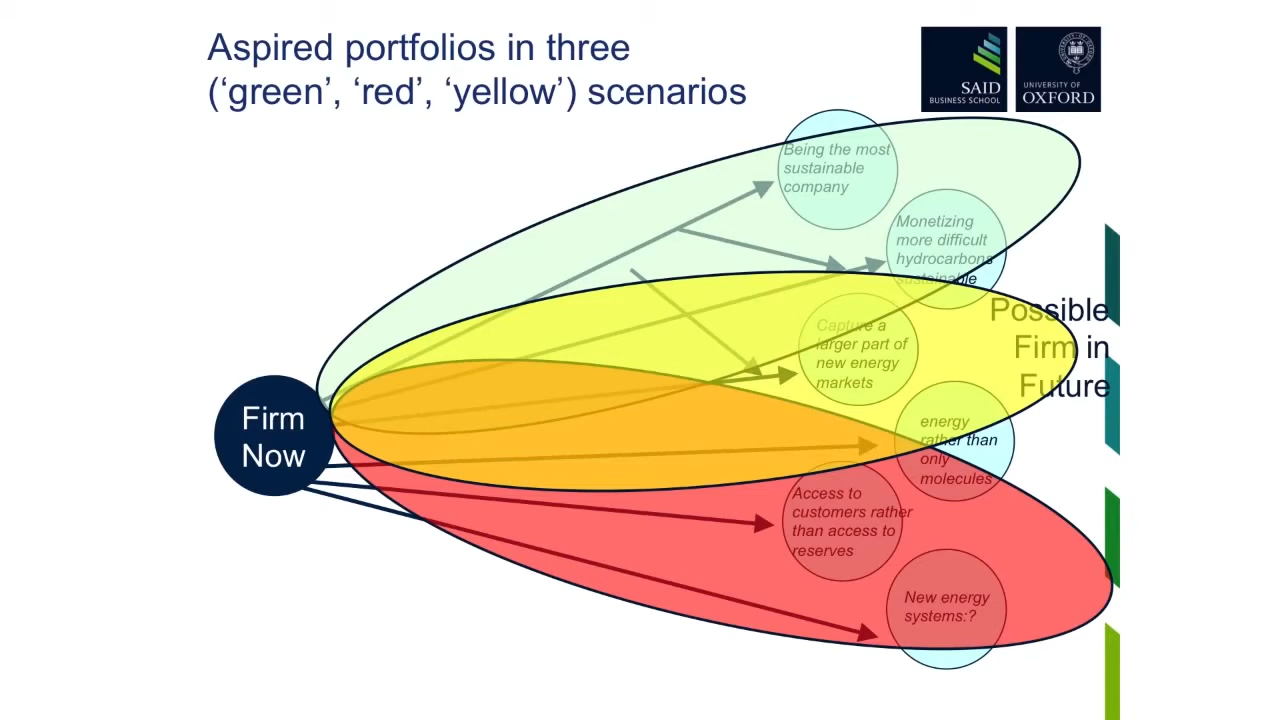 Aspired portfolios in three
(‘green’, ‘red’, ‘yellow’) scenarios
SAID
BUSINESS SCHOOL
UNIVERSITY OF
OXFORD
Being the most
sustainable
company
Monetizing
more difficult
hydrocarbons
sustainable
Possible
Firm in
Future
Capture a
larger part of
new energy
markets
Firm
Now
energy
rather than
only
molecules
Access to
customers rather
than access to
reserves
New energy
systems:?